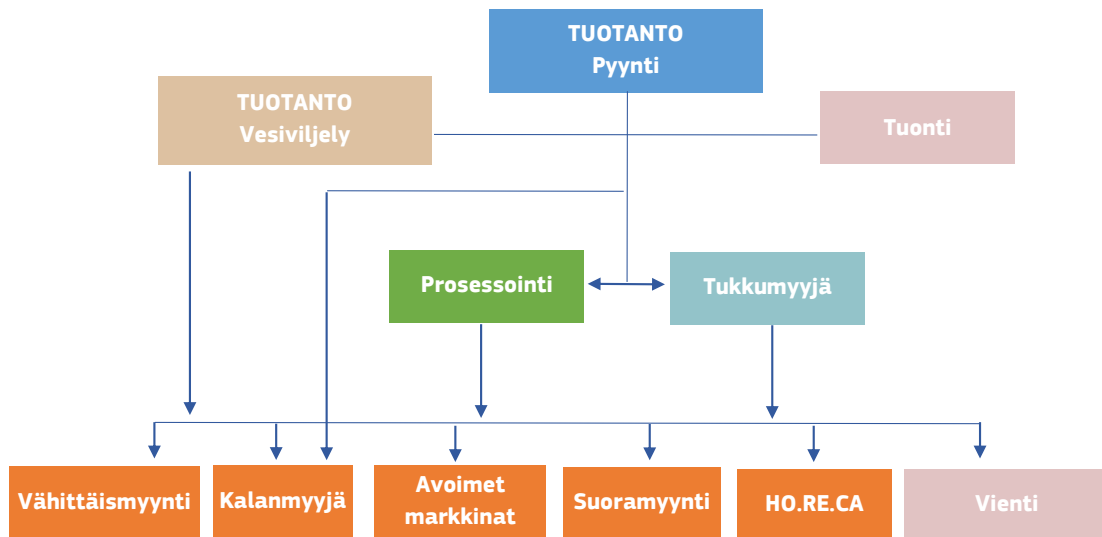 TUOTANTO
Pyynti
TUOTANTO
Vesiviljely
Tuonti
Prosessointi
Tukkumyyjä
Vähittäismyynti
Kalanmyyjä
Avoimet
markkinat
Suoramyynti
HO.RE.CA
Vienti